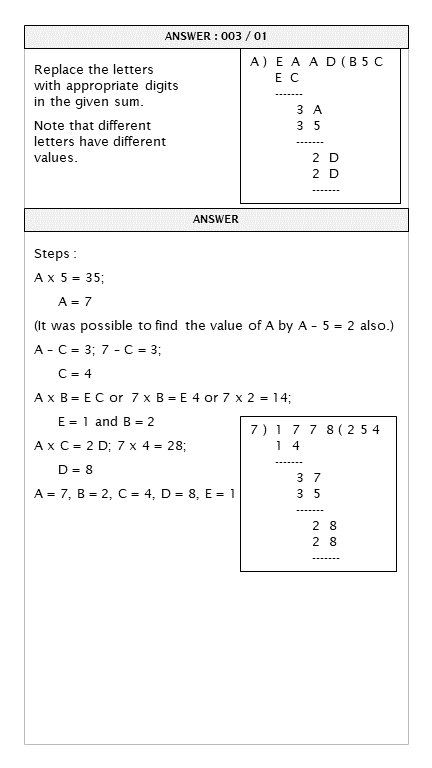 ANSWER : 003 / 01
Replace the letters
with appropriate digits
in the given sum.
Note that different
letters have different
values.
A ) E A A D ( B 5 C
E C
-------
3 A
3 5
-------
2 D
2 D
-------
ANSWER
Steps :
A x 5 = 35;
A = 7
(It was possible to find the value of A by A – 5 = 2 also.)
A – C = 3; 7 – C = 3;
C = 4
A x B = E C or 7 x B = E 4 or 7 x 2 = 14;
E = 1 and B = 2
A x C = 2 D; 7 x 4 = 28;
D = 8
A = 7, B = 2, C = 4, D = 8, E = 1
7 ) 1 7 7 8 ( 2 5 4
1 4
-------
3 7
3 5
-------
2 8
2 8
-------